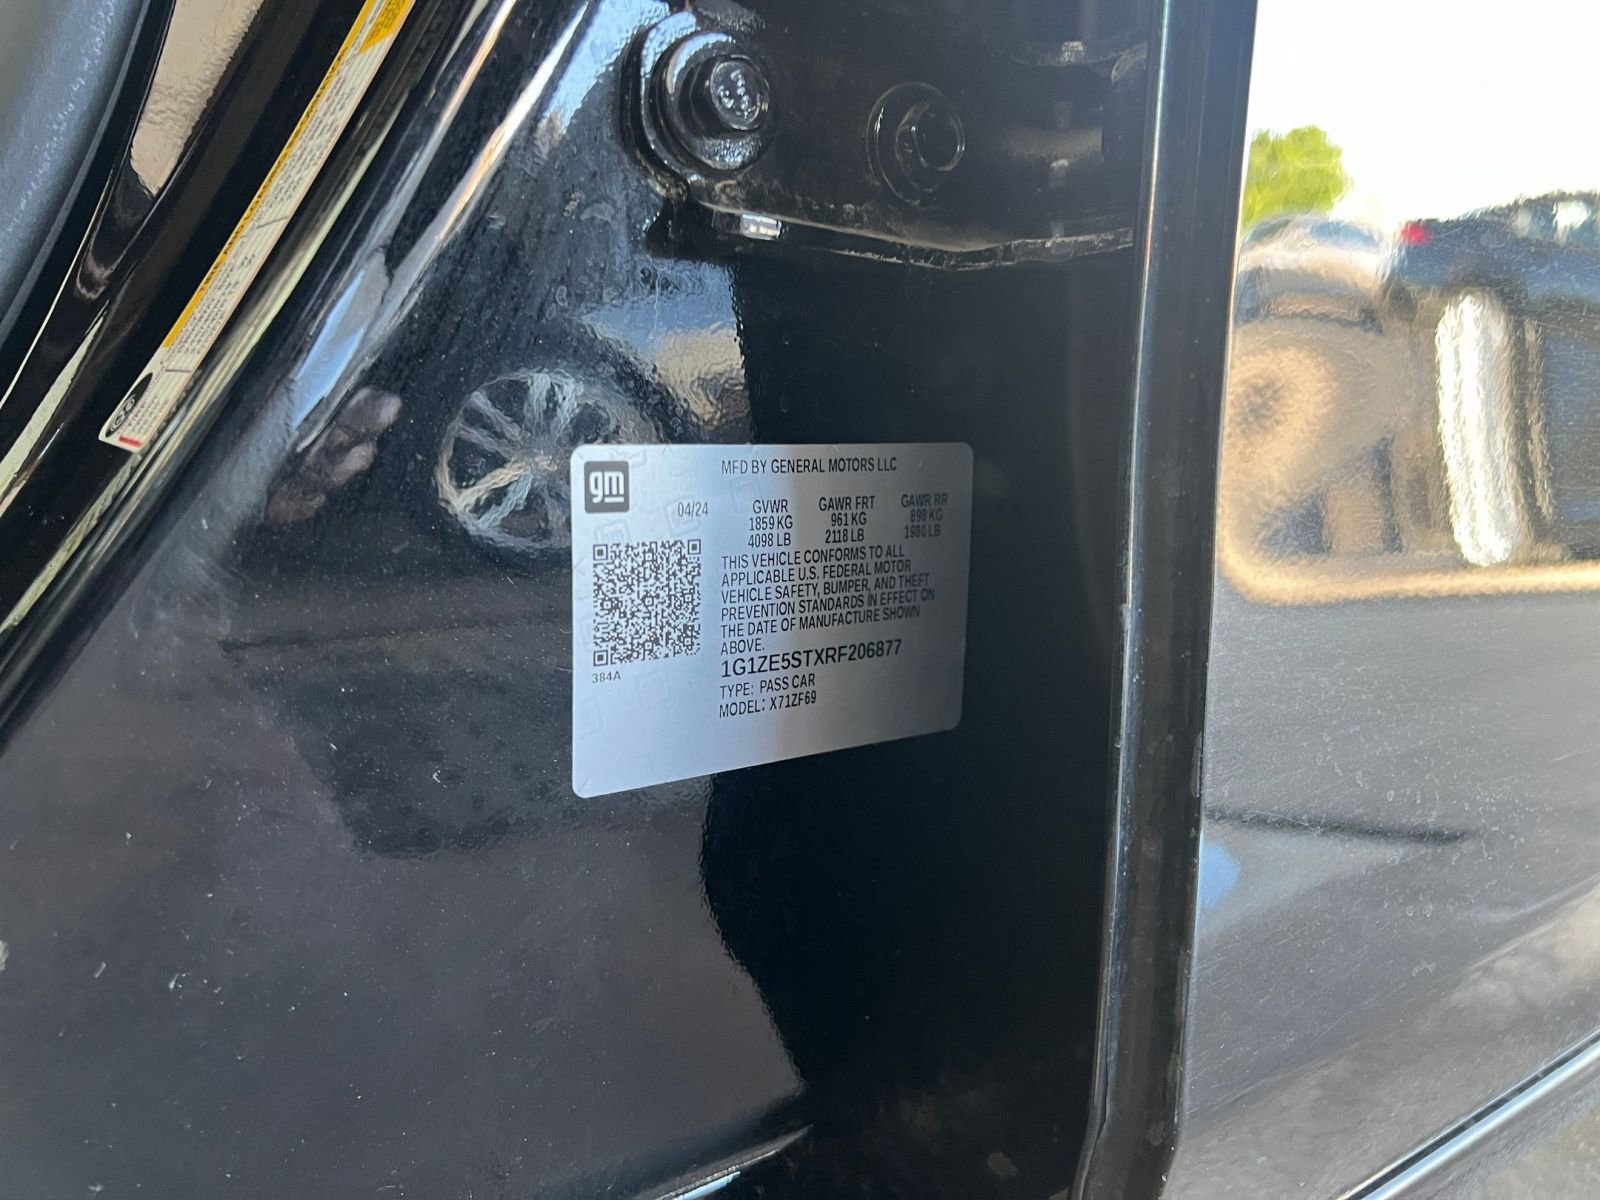 gm
MFD BY GENERAL MOTORS LLC
04/24 GVWR GAWR FRT GAWR RR
1859 KG 961 KG 898 KG
4098 LB 2118 LB 1980 LB
THIS VEHICLE CONFORMS TO ALL
APPLICABLE U.S. FEDERAL MOTOR
VEHICLE SAFETY, BUMPER, AND THEFT
PREVENTION STANDARDS IN EFFECT ON
THE DATE OF MANUFACTURE SHOWN
ABOVE.
1G1ZE5STXRF206877
384A
TYPE: PASS CAR
MODEL: X71ZF69